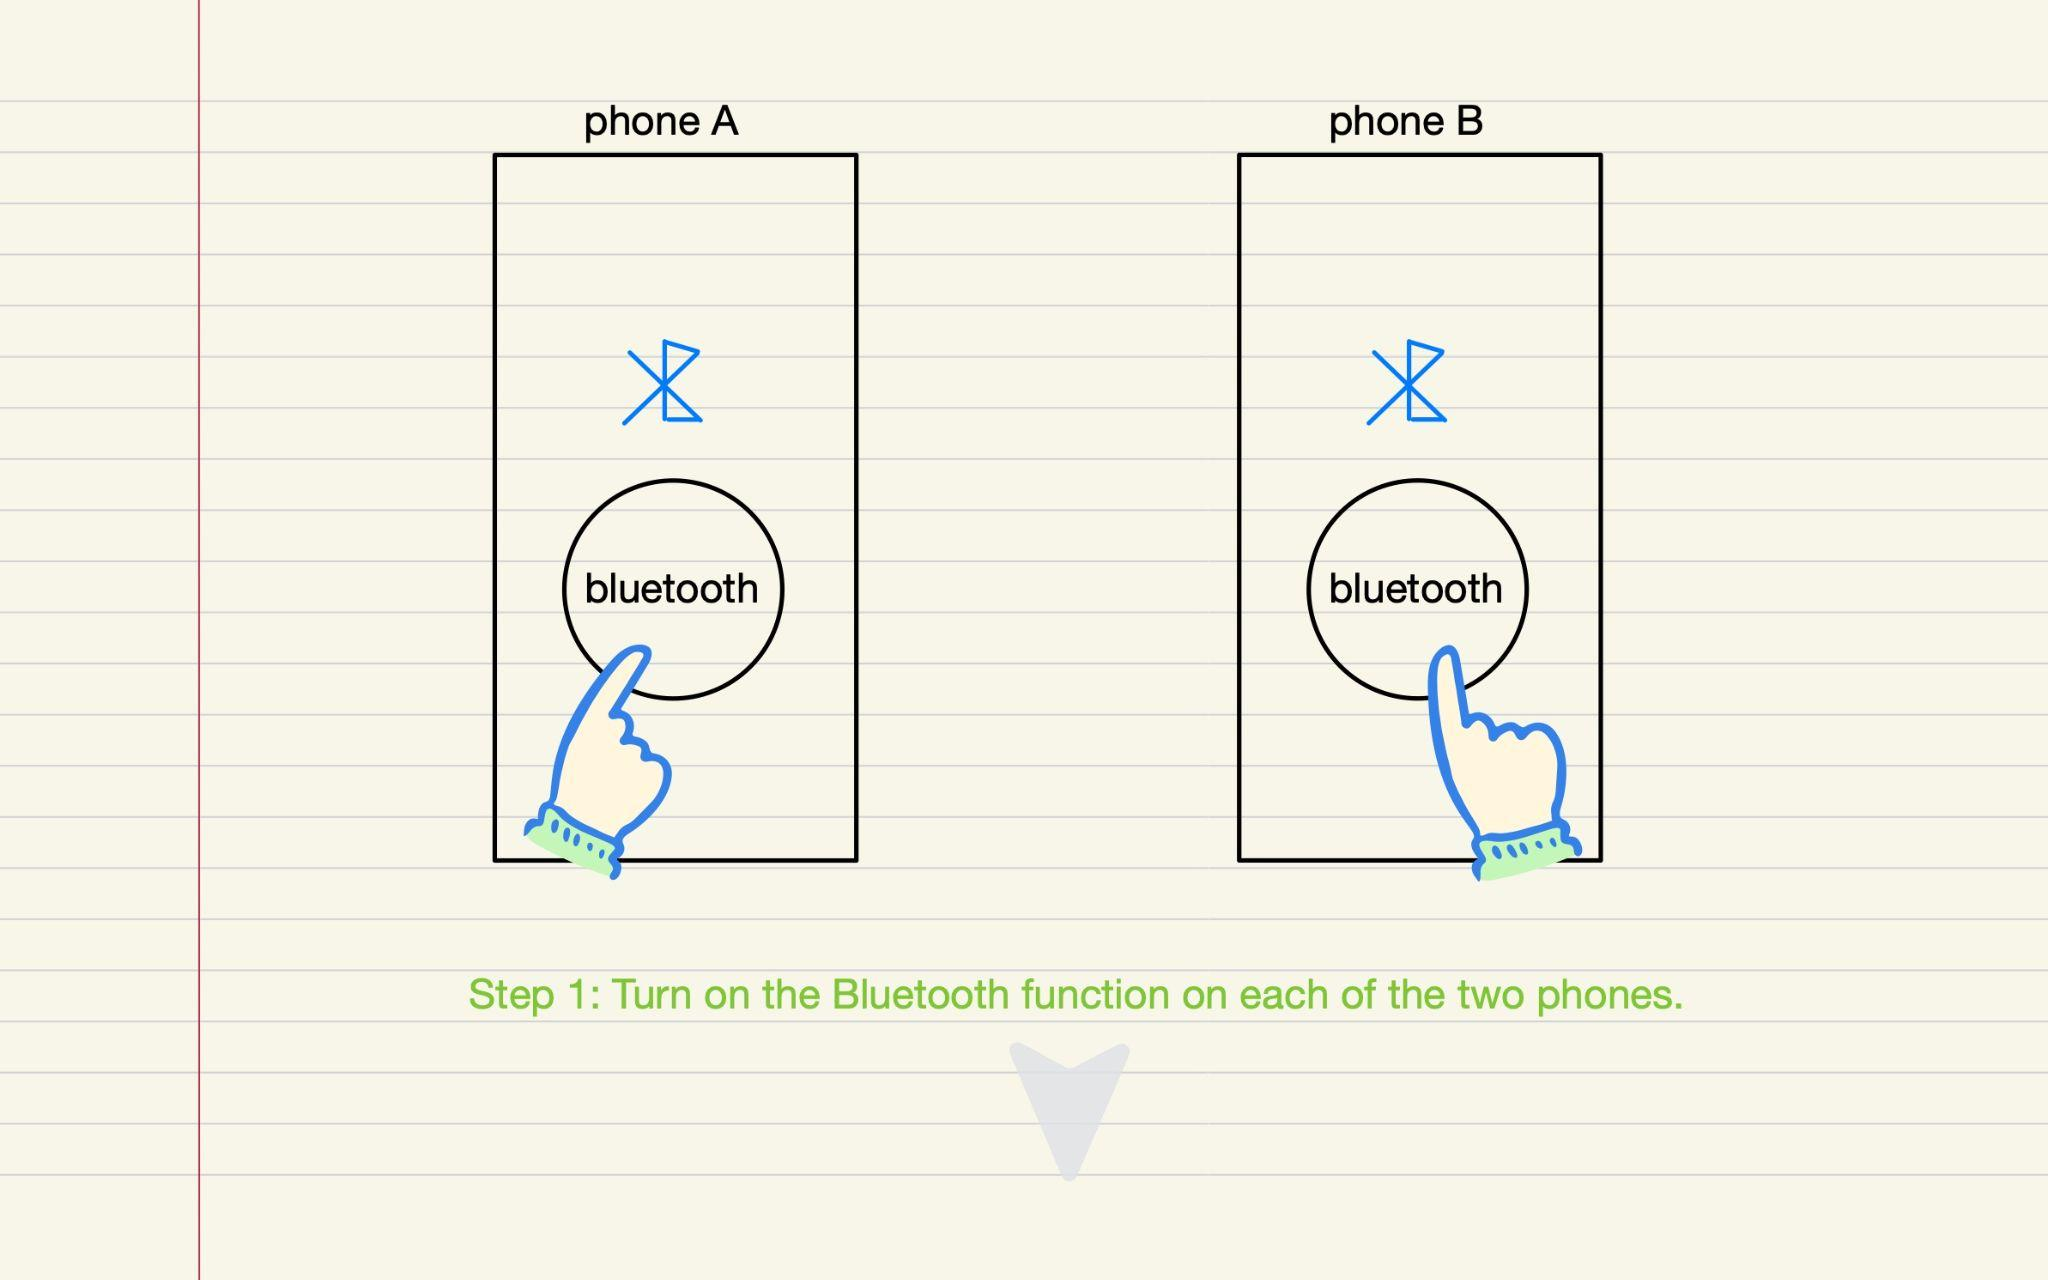 phone A
phone B
bluetooth
bluetooth
Step 1: Turn on the Bluetooth function on each of the two phones.